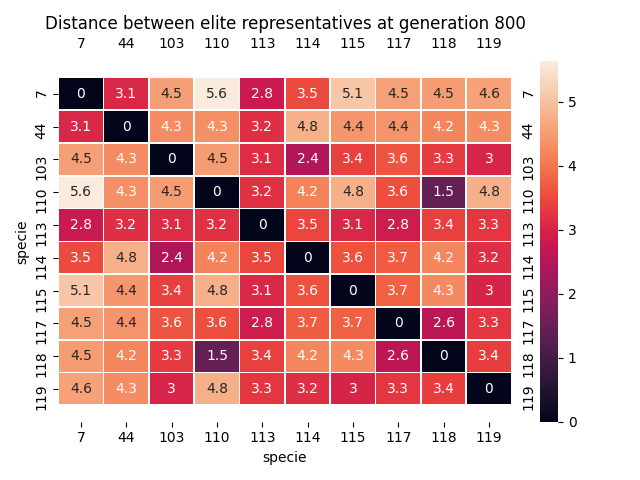 Distance between elite representatives at generation 800
7 44 103 110 113 114 115 117 118 119
7 0 3.1 4.5 5.6 2.8 3.5 5.1 4.5 4.5 4.6 7
44 3.1 0 4.3 4.3 3.2 4.8 4.4 4.4 4.2 4.3 44
103 4.5 4.3 0 4.5 3.1 2.4 3.4 3.6 3.3 3 103
110 5.6 4.3 4.5 0 3.2 4.2 4.8 3.6 1.5 4.8 110
113 2.8 3.2 3.1 3.2 0 3.5 3.1 2.8 3.4 3.3 113
114 3.5 4.8 2.4 4.2 3.5 0 3.6 3.7 4.2 3.2 114
115 5.1 4.4 3.4 4.8 3.1 3.6 0 3.7 4.3 3 115
117 4.5 4.4 3.6 3.6 2.8 3.7 3.7 0 2.6 3.3 117
118 4.5 4.2 3.3 1.5 3.4 4.2 4.3 2.6 0 3.4 118
119 4.6 4.3 3 4.8 3.3 3.2 3 3.3 3.4 0 119
7 44 103 110 113 114 115 117 118 119
specie
specie
5
4
3
2
1
0